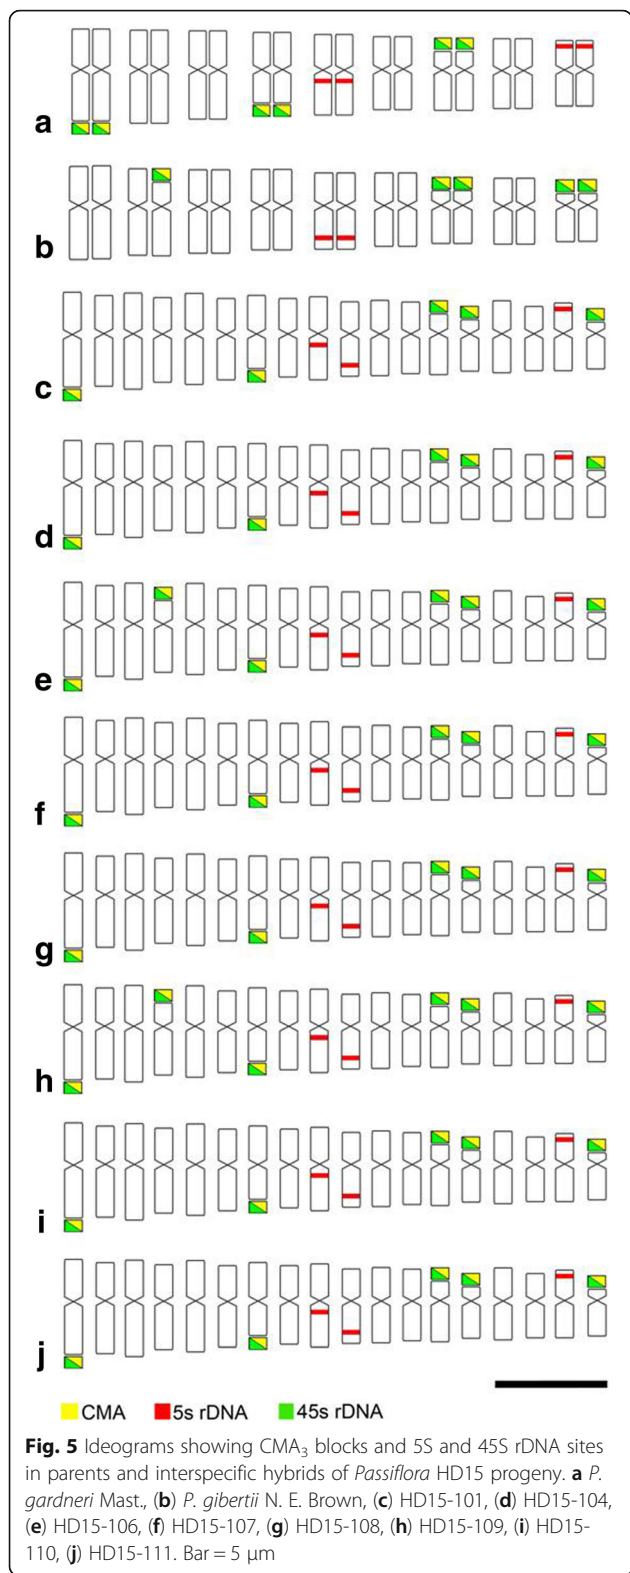 a
b
c
d
e
f
g
h
i
j
CMA 5s rDNA 45s rDNA
Fig. 5 Ideograms showing CMA₃ blocks and 5S and 45S rDNA sites
in parents and interspecific hybrids of Passiflora HD15 progeny. a P.
gardneri Mast., (b) P. gibertii N. E. Brown, (c) HD15-101, (d) HD15-104,
(e) HD15-106, (f) HD15-107, (g) HD15-108, (h) HD15-109, (i) HD15-
110, (j) HD15-111. Bar = 5 μm